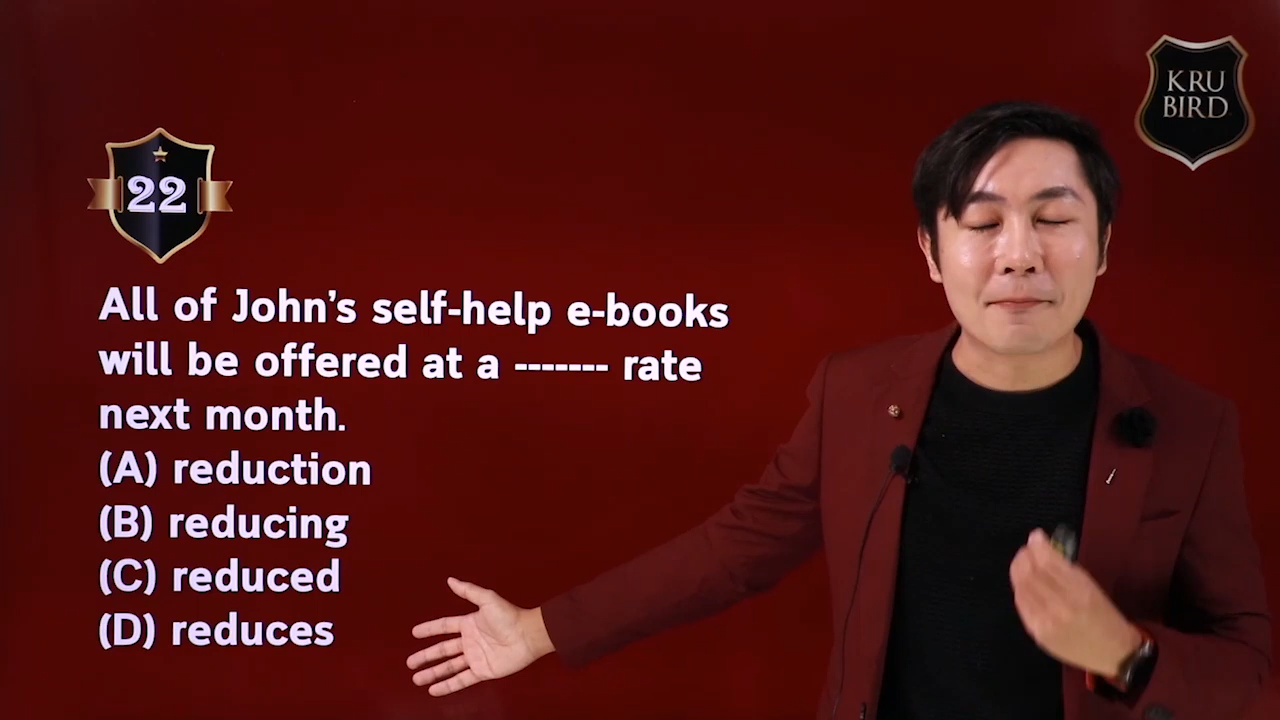 KRU
BIRD
22
All of John's self-help e-books
will be offered at a ------- rate
next month.
(A) reduction
(B) reducing
(C) reduced
(D) reduces